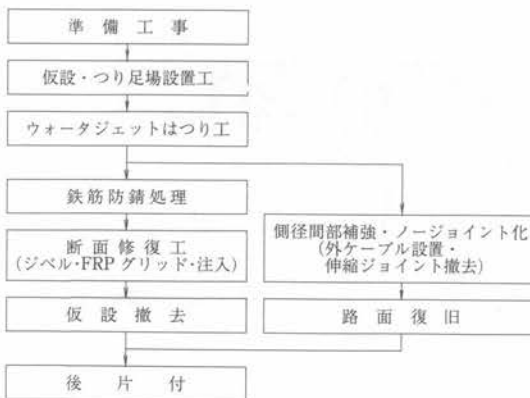 準備工事
仮設・つり足場設置工
ウォータジェットはつり工
鉄筋防錆処理
断面修復工
(ジベル・FRPグリッド・注入)
仮設撤去
側径間部補強・ノージョイント化
(外ケーブル設置・
伸縮ジョイント撤去)
路面復旧
後片付